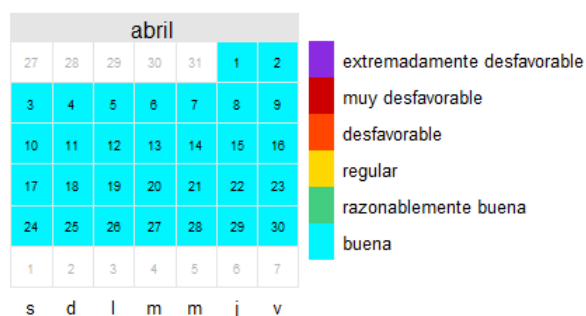 abril
27 28 29 30 31 1 2
3 4 5 6 7 8 9
10 11 12 13 14 15 16
17 18 19 20 21 22 23
24 25 26 27 28 29 30
1 2 3 4 5 6 7
s d l m m j v
extremadamente desfavorable
muy desfavorable
desfavorable
regular
razonablemente buena
buena